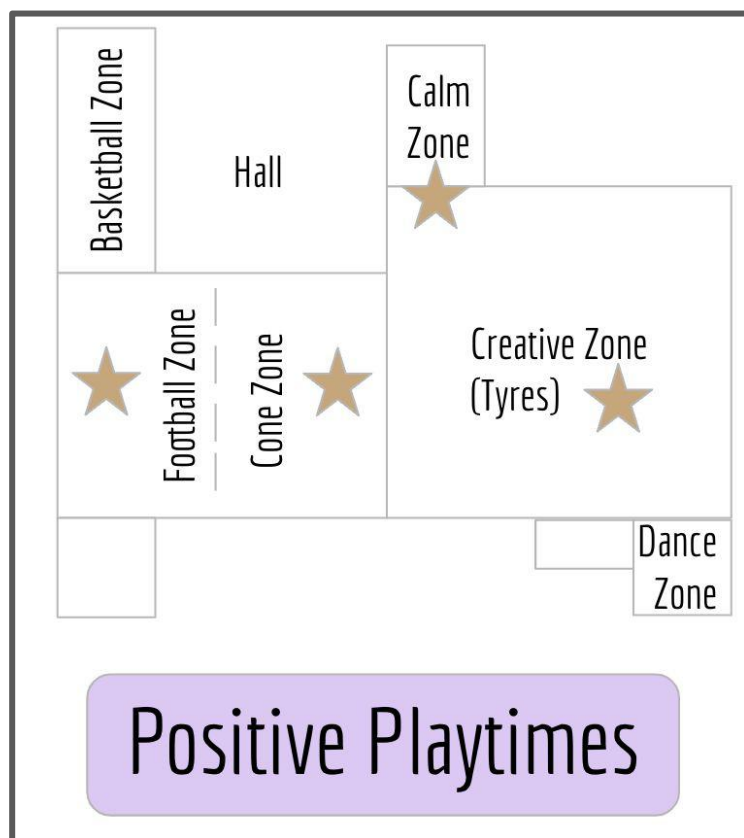 Basketball Zone
Hall
Calm
Zone
Football Zone
Cone Zone
Creative Zone
(Tyres)
Dance
Zone
Positive Playtimes